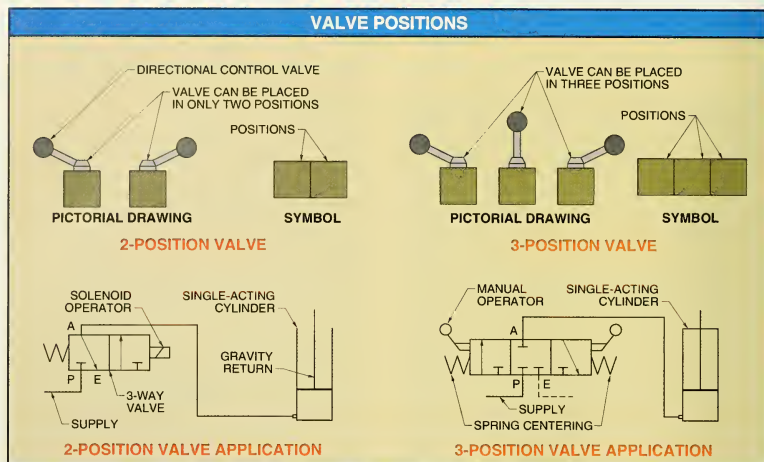 VALVE POSITIONS
DIRECTIONAL CONTROL VALVE
VALVE CAN BE PLACED
IN ONLY TWO POSITIONS
POSITIONS
PICTORIAL DRAWING
SYMBOL
2-POSITION VALVE
VALVE CAN BE PLACED
IN THREE POSITIONS
POSITIONS
PICTORIAL DRAWING
SYMBOL
3-POSITION VALVE
SOLENOID
OPERATOR
SINGLE-ACTING
CYLINDER
A
GRAVITY
RETURN
P
E
3-WAY
VALVE
SUPPLY
2-POSITION VALVE APPLICATION
MANUAL
OPERATOR
SINGLE-ACTING
CYLINDER
A
P
E
SUPPLY
SPRING CENTERING
3-POSITION VALVE APPLICATION